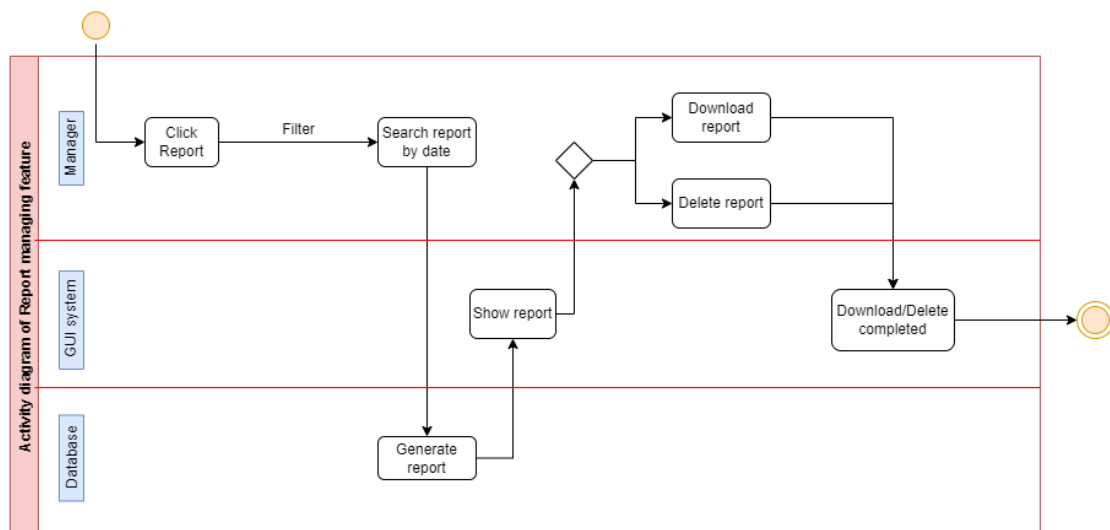 Activity diagram of Report managing feature
Manager
Click
Report
Filter
Search report
by date
Download
report
Delete report
GUI system
Show report
Download/Delete
completed
Database
Generate
report